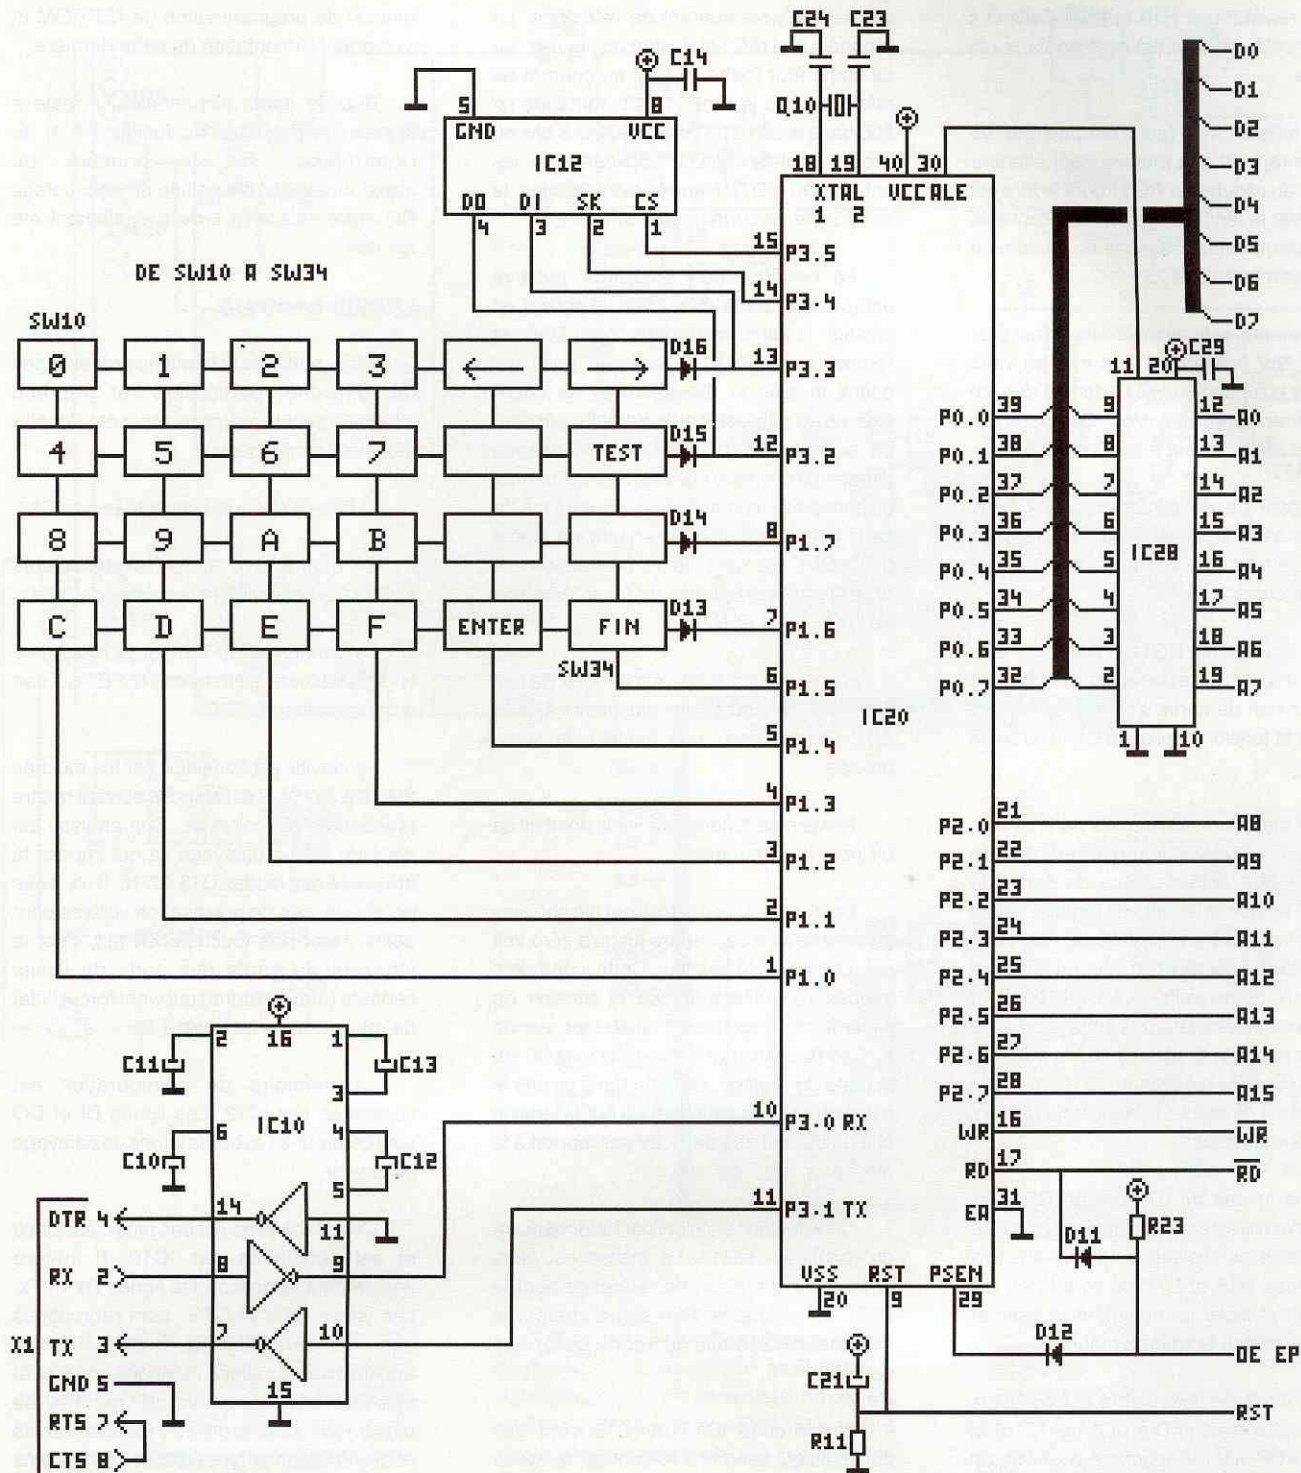 C24 C23
C14
Q10
5 8
GND VCC
IC12
DO DI SK CS
4 3 2 1
18 19 40 30
XTAL VCC ALE
1 2
D0
D1
D2
D3
D4
D5
D6
D7
DE SW10 A SW34
SW10
0 1 2 3 ← →
4 5 6 7 TEST
8 9 A B
C D E F ENTER FIN
SW34
D16
D15
D14
D13
15 P3.5
14 P3.4
13 P3.3
12 P3.2
8 P1.7
7 P1.6
6 P1.5
5 P1.4
4 P1.3
3 P1.2
2 P1.1
1 P1.0
10 P3.0 RX
11 P3.1 TX
IC20
11 20 C29
P0.0 39 9 12 A0
P0.1 38 8 13 A1
P0.2 37 7 14 A2
P0.3 36 6 15 A3
P0.4 35 5 16 A4
P0.5 34 4 17 A5
P0.6 33 3 18 A6
P0.7 32 2 19 A7
IC28
1 10
P2.0 21 A8
P2.1 22 A9
P2.2 23 A10
P2.3 24 A11
P2.4 25 A12
P2.5 26 A13
P2.6 27 A14
P2.7 28 A15
WR 16 WR
RD 17 RD
EA 31
R23
D11
VSS RST PSEN
20 9 29
D12
OE EP
C21
RST
R11
2 16 1
C11 C13
3
6 IC10 4
C10 C12
5
DTR 4 14 11
RX 2 8 9
X1 TX 3 7 10
GND 5 15
RTS 7
CTS 8